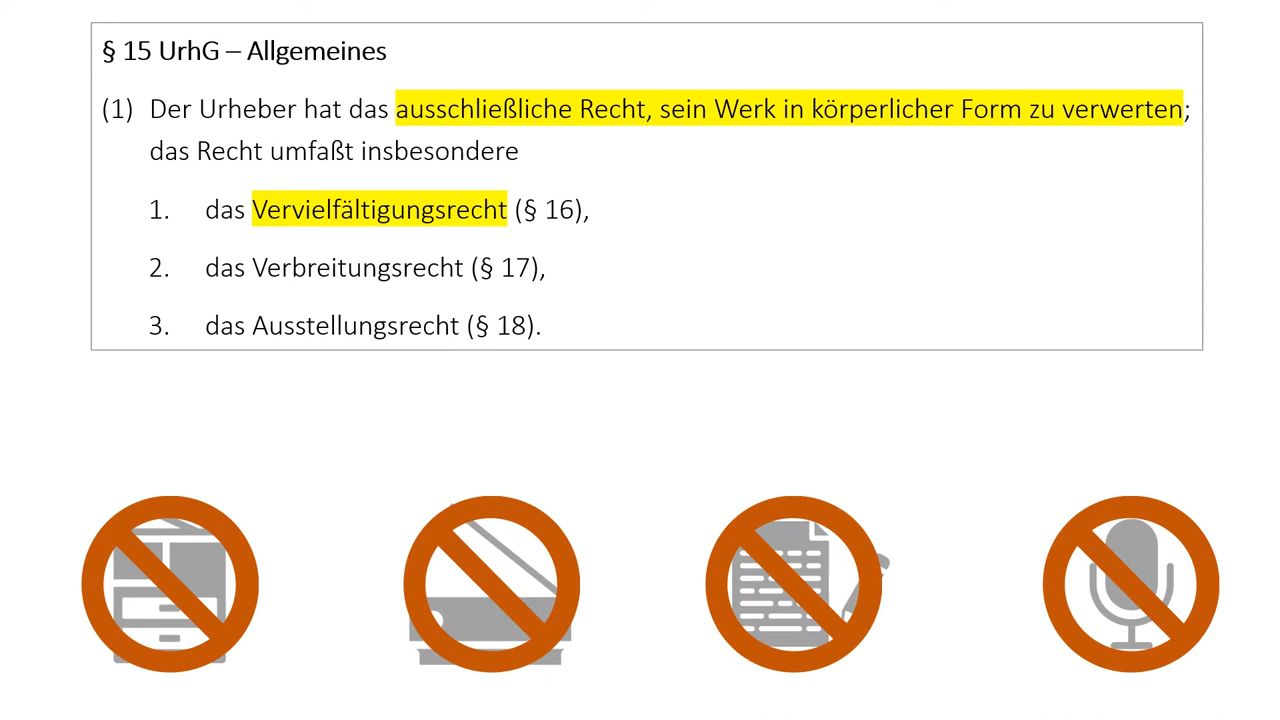 § 15 UrhG – Allgemeines
(1) Der Urheber hat das ausschließliche Recht, sein Werk in körperlicher Form zu verwerten;
das Recht umfaßt insbesondere
1. das Vervielfältigungsrecht (§ 16),
2. das Verbreitungsrecht (§ 17),
3. das Ausstellungsrecht (§ 18).